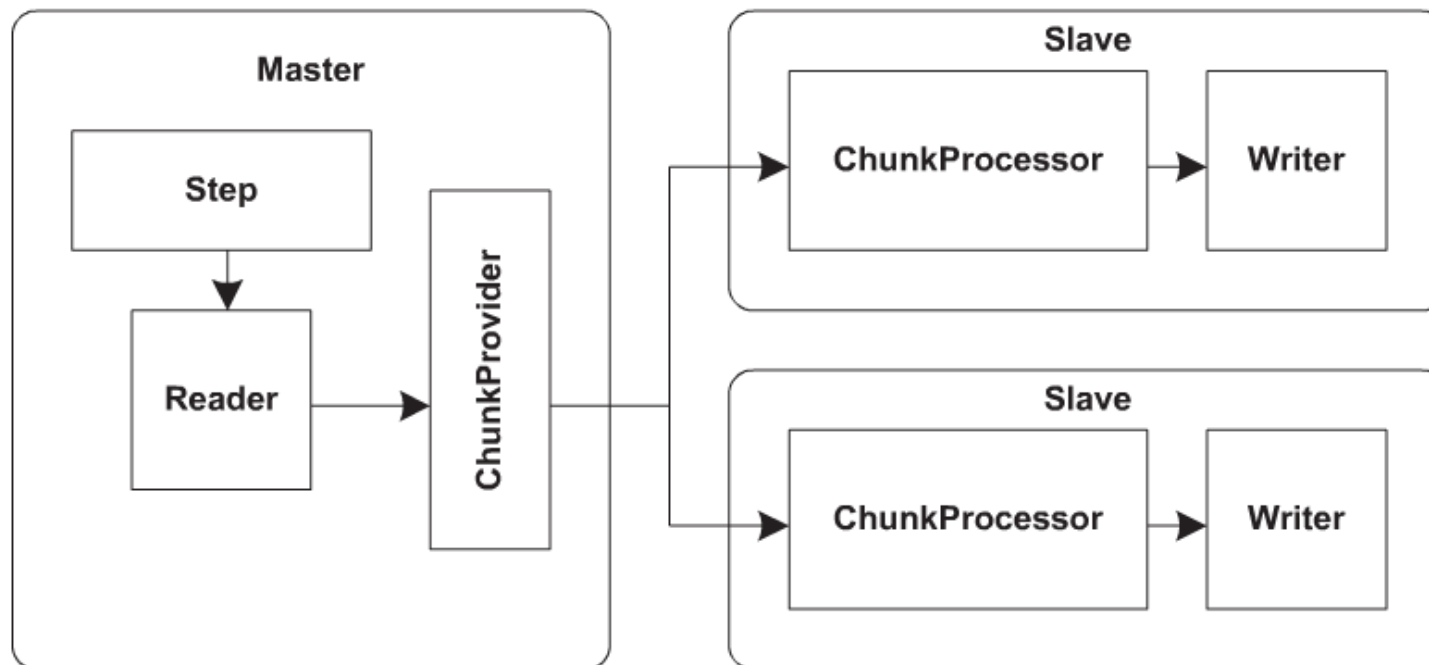 Master
Step
Reader
ChunkProvider
Slave
ChunkProcessor
Writer
Slave
ChunkProcessor
Writer